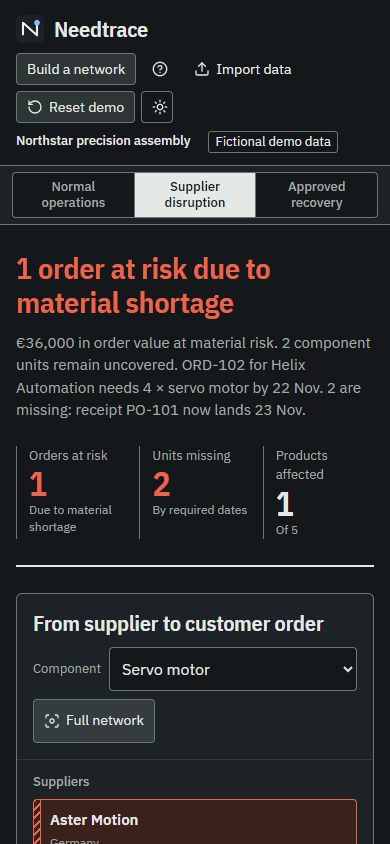 Needtrace
Build a network
Import data
Reset demo
Northstar precision assembly
Fictional demo data
Normal
operations
Supplier
disruption
Approved
recovery
1 order at risk due to
material shortage
€36,000 in order value at material risk. 2 component
units remain uncovered. ORD-102 for Helix
Automation needs 4 × servo motor by 22 Nov. 2 are
missing: receipt PO-101 now lands 23 Nov.
Orders at risk
1
Due to material
shortage
Units missing
2
By required dates
Products
affected
1
Of 5
From supplier to customer order
Component
Servo motor
Full network
Suppliers
Aster Motion
Germany